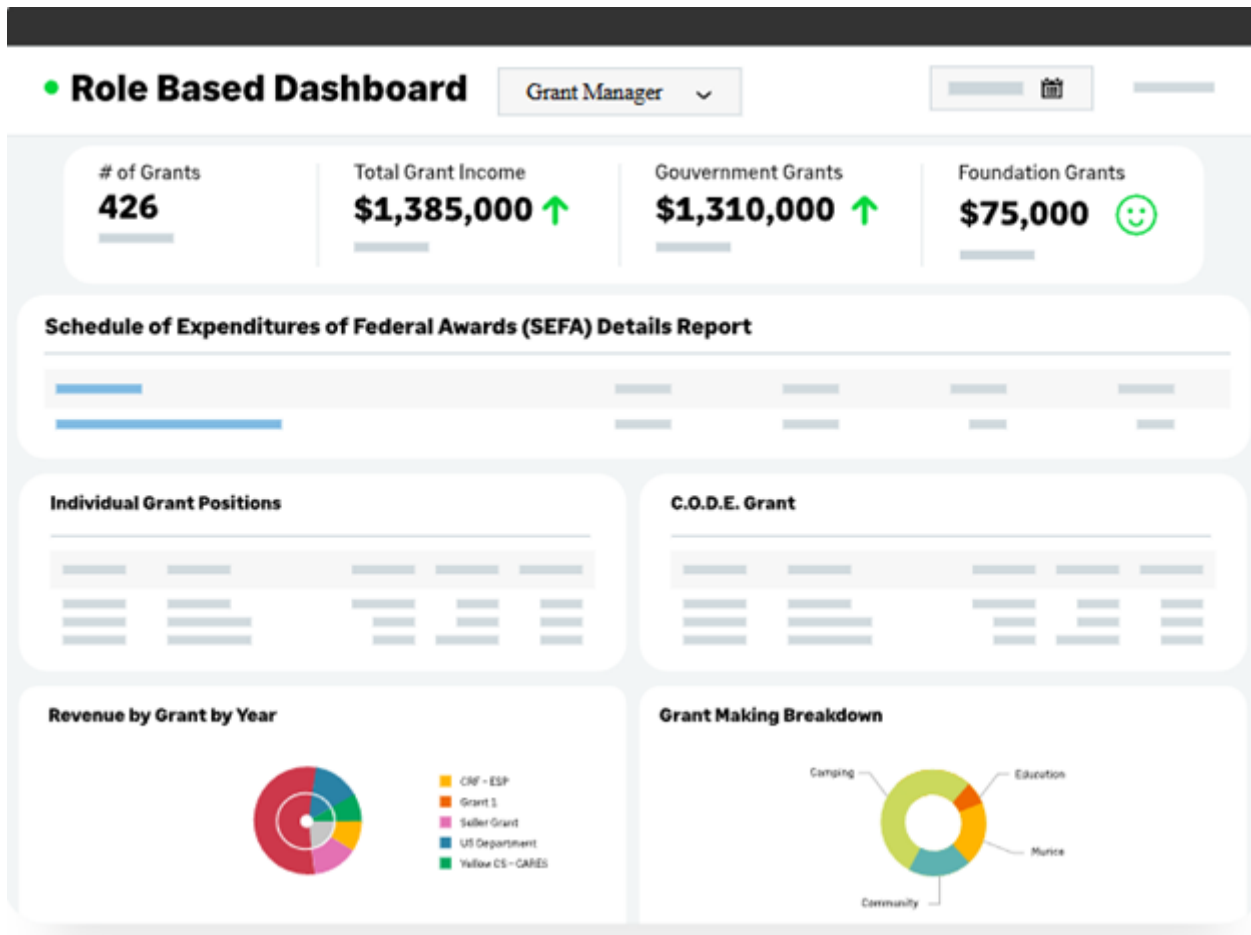 Role Based Dashboard
Grant Manager
# of Grants
426
Total Grant Income
$1,385,000
Gouvernment Grants
$1,310,000
Foundation Grants
$75,000
Schedule of Expenditures of Federal Awards (SEFA) Details Report
Individual Grant Positions
C.O.D.E. Grant
Revenue by Grant by Year
CRF - ESP
Grant 1
Seller Grant
US Department
Yellow CS - CARES
Grant Making Breakdown
Camping
Education
Murice
Community